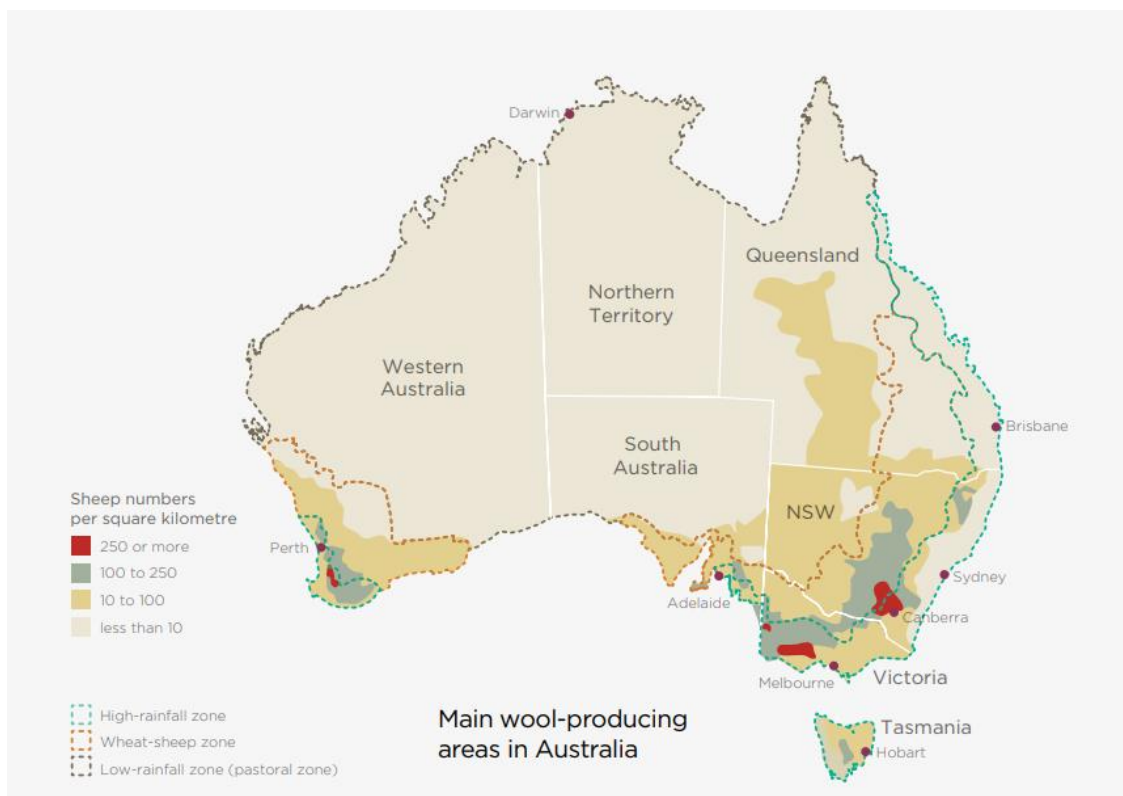 Darwin
Queensland
Northern
Territory
Western
Australia
South
Australia
Brisbane
NSW
Sheep numbers
per square kilometre
250 or more
100 to 250
10 to 100
less than 10
Perth
Adelaide
Sydney
Canberra
Melbourne
Victoria
High-rainfall zone
Wheat-sheep zone
Low-rainfall zone (pastoral zone)
Main wool-producing
areas in Australia
Tasmania
Hobart